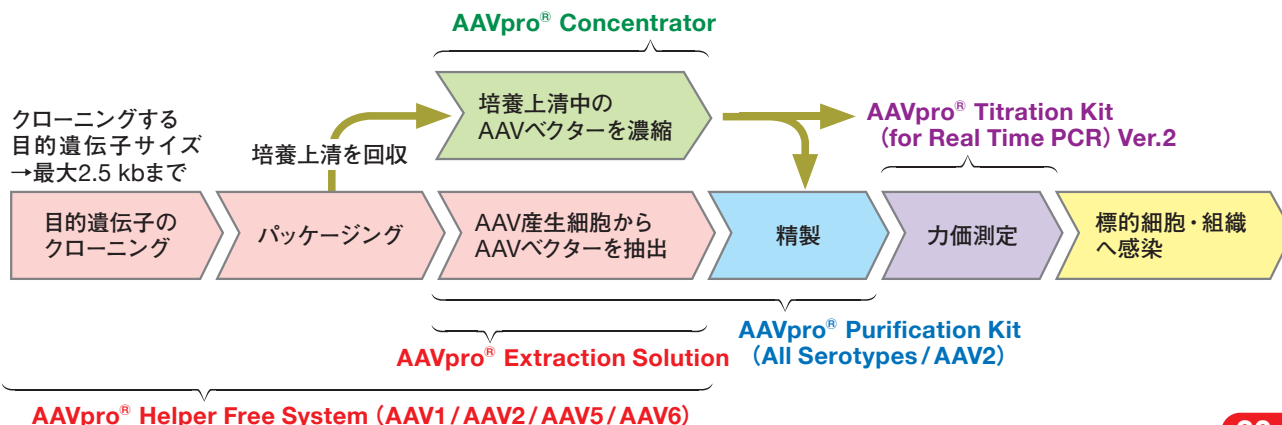 AAVpro® Concentrator
培養上清中の
AAVベクターを濃縮
クローニングする
目的遺伝子サイズ
→最大2.5 kbまで
培養上清を回収
AAVpro® Titration Kit
(for Real Time PCR) Ver.2
目的遺伝子の
クローニング
パッケージング
AAV産生細胞から
AAVベクターを抽出
精製
力価測定
標的細胞・組織
へ感染
AAVpro® Purification Kit
(All Serotypes/AAV2)
AAVpro® Extraction Solution
AAVpro® Helper Free System (AAV1/AAV2/AAV5/AAV6)